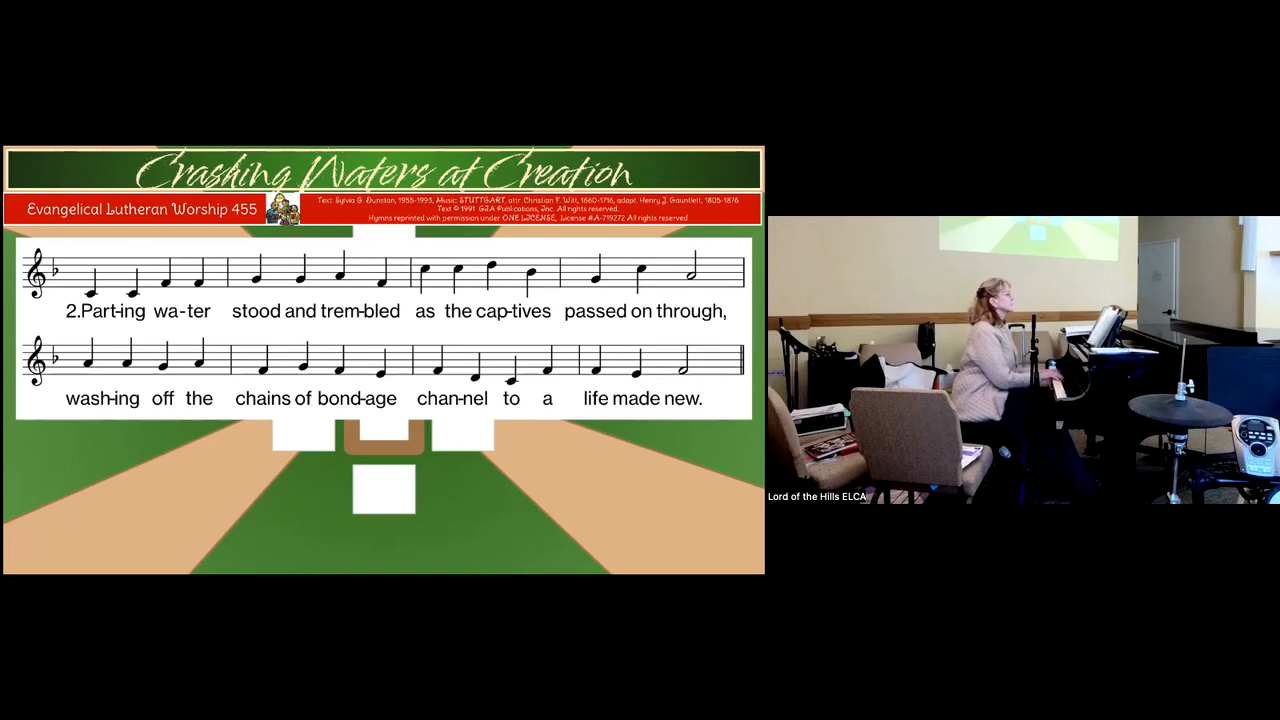 Crashing Waters at Creation
Evangelical Lutheran Worship 455
Text: Sylvia G. Dunstan, 1955-1993, Music: STUTTGART, attr. Christian F. Witt, 1660-1716, adapt. Henry J. Gauntlett, 1805-1876
Text © 1991 GIA Publications, Inc. All rights reserved.
Hymns reprinted with permission under ONE LICENSE, License #A-719272 All rights reserved
2.Part-ing wa-ter stood and trem-bled as the cap-tives passed on through,
wash-ing off the chains of bond-age chan-nel to a life made new.
Lord of the Hills ELCA